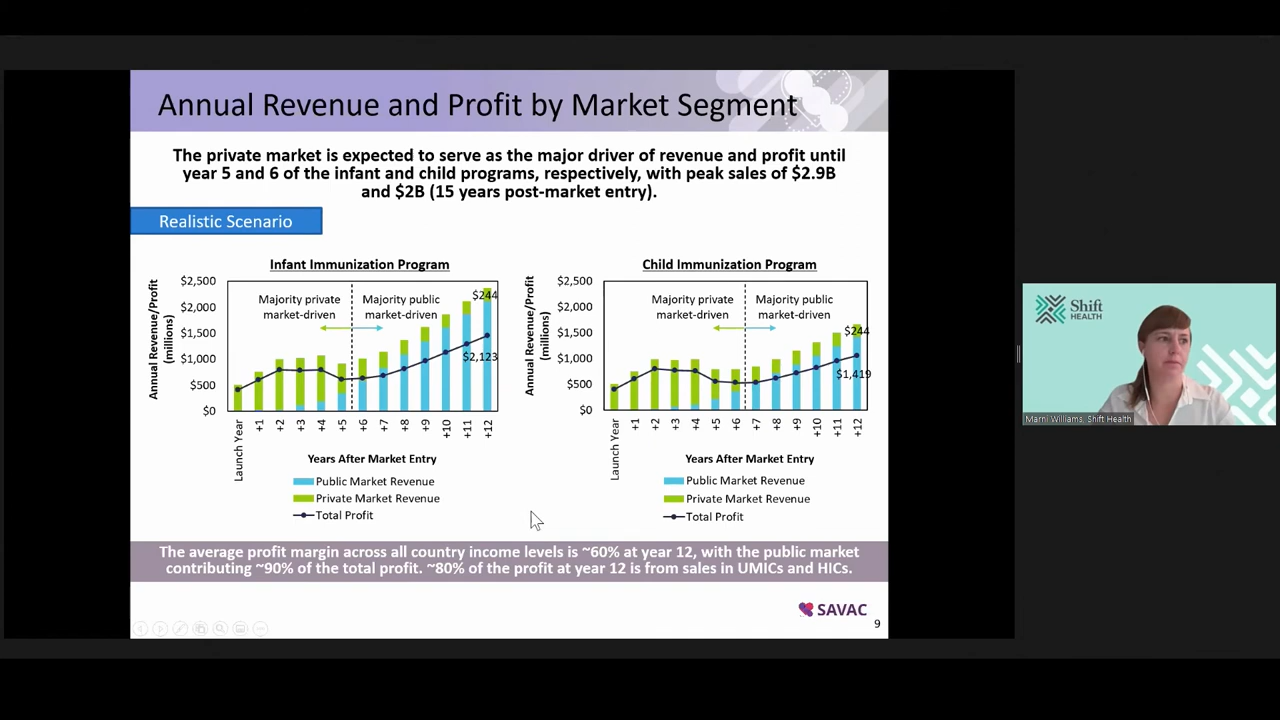 Annual Revenue and Profit by Market Segment
The private market is expected to serve as the major driver of revenue and profit until
year 5 and 6 of the infant and child programs, respectively, with peak sales of $2.9B
and $2B (15 years post-market entry).
Realistic Scenario
Infant Immunization Program
Annual Revenue/Profit
(millions)
$2,500
$2,000
$1,500
$1,000
$500
$0
Majority private
market-driven
Majority public
market-driven
$244
$2,123
Launch Year
+1
+2
+3
+4
+5
+6
+7
+8
+9
+10
+11
+12
Years After Market Entry
Public Market Revenue
Private Market Revenue
Total Profit
Child Immunization Program
Annual Revenue/Profit
(millions)
$2,500
$2,000
$1,500
$1,000
$500
$0
Majority private
market-driven
Majority public
market-driven
$244
$1,419
Launch Year
+1
+2
+3
+4
+5
+6
+7
+8
+9
+10
+11
+12
Years After Market Entry
Public Market Revenue
Private Market Revenue
Total Profit
The average profit margin across all country income levels is ~60% at year 12, with the public market
contributing ~90% of the total profit. ~80% of the profit at year 12 is from sales in UMICs and HICs.
SAVAC
9
Shift
HEALTH
Marni Williams, Shift Health